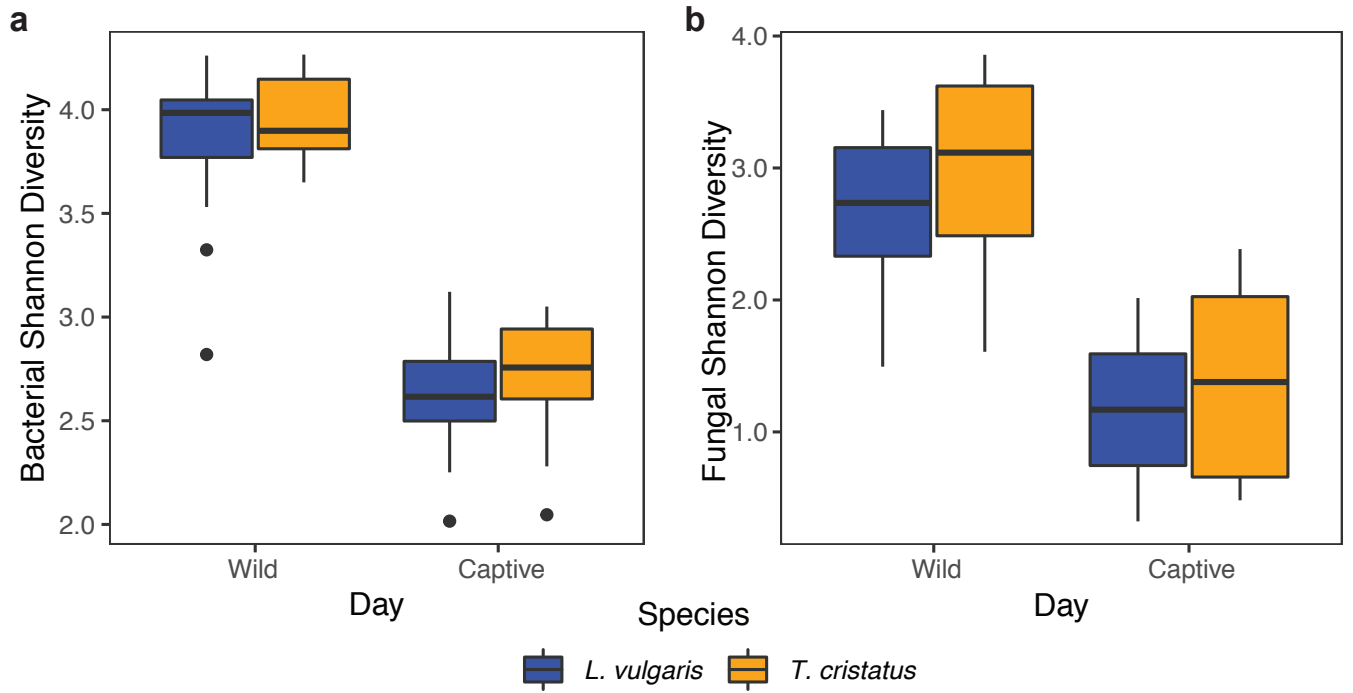 a
Bacterial Shannon Diversity
4.0
3.5
3.0
2.5
2.0
Wild
Captive
Day
b
Fungal Shannon Diversity
4.0
3.0
2.0
1.0
Wild
Captive
Day
Species
L. vulgaris
T. cristatus